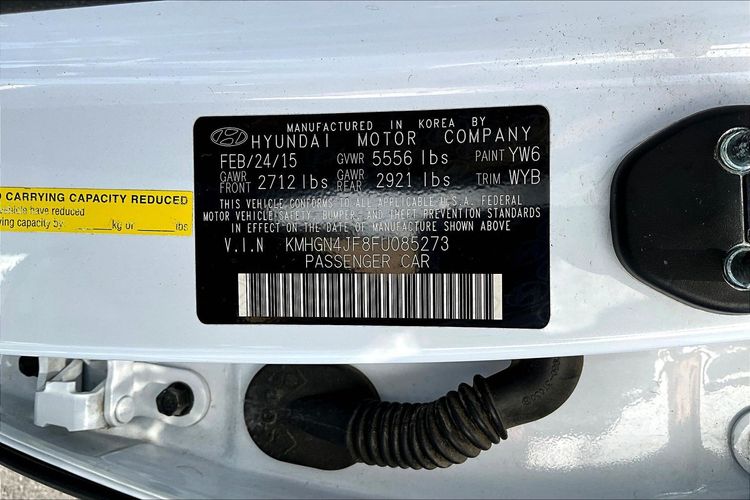 MANUFACTURED IN KOREA BY
HYUNDAI MOTOR COMPANY
FEB/24/15 GVWR 5556 lbs PAINT YW6
GAWR FRONT 2712 lbs GAWR REAR 2921 lbs TRIM WYB
THIS VEHICLE CONFORMS TO ALL APPLICABLE U.S.A. FEDERAL
MOTOR VEHICLE SAFETY, BUMPER, AND THEFT PREVENTION STANDARDS
IN EFFECT ON THE DATE OF MANUFACTURE SHOWN ABOVE
V.I.N KMHGN4JF8FU085273
PASSENGER CAR
CARRYING CAPACITY REDUCED
have reduced
capacity by kg or lbs